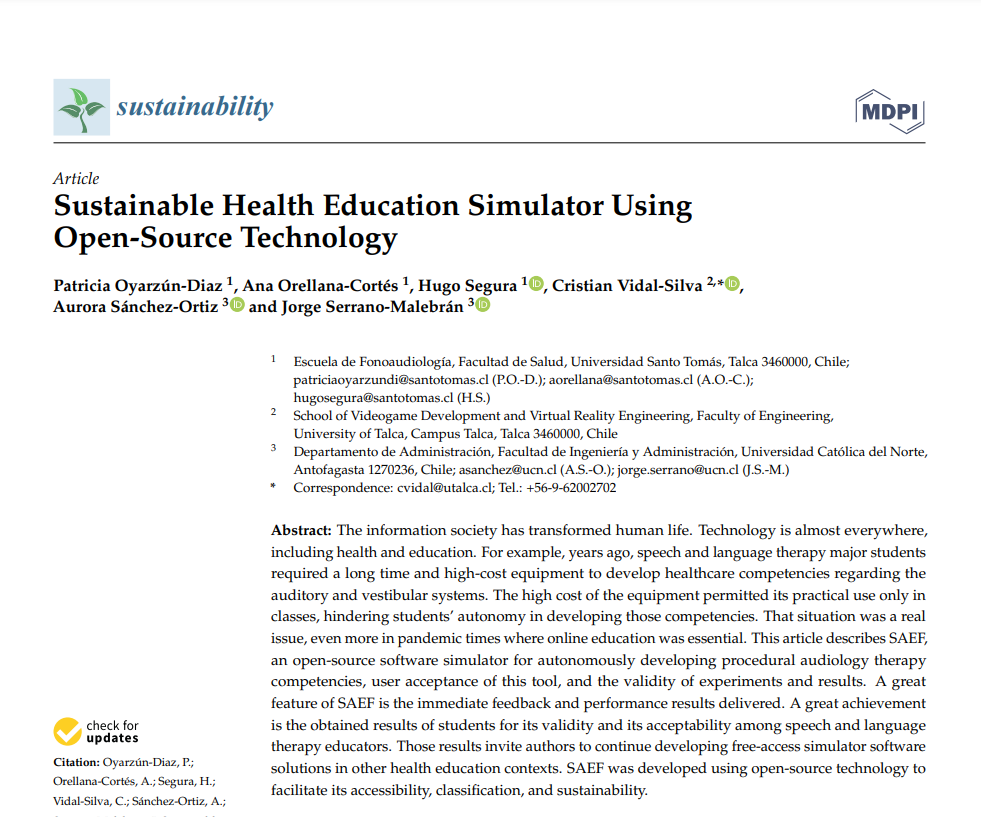 sustainability
MDPI
Article
Sustainable Health Education Simulator Using
Open-Source Technology
Patricia Oyarzún-Diaz 1, Ana Orellana-Cortés 1, Hugo Segura 1 iD, Cristian Vidal-Silva 2,* iD,
Aurora Sánchez-Ortiz 3 iD and Jorge Serrano-Malebrán 3 iD
1 Escuela de Fonoaudiología, Facultad de Salud, Universidad Santo Tomás, Talca 3460000, Chile;
patriciaoyarzundi@santotomas.cl (P.O.-D.); aorellana@santotomas.cl (A.O.-C.);
hugosegura@santotomas.cl (H.S.)
2 School of Videogame Development and Virtual Reality Engineering, Faculty of Engineering,
University of Talca, Campus Talca, Talca 3460000, Chile
3 Departamento de Administración, Facultad de Ingeniería y Administración, Universidad Católica del Norte,
Antofagasta 1270236, Chile; asanchez@ucn.cl (A.S.-O.); jorge.serrano@ucn.cl (J.S.-M.)
* Correspondence: cvidal@utalca.cl; Tel.: +56-9-62002702
Abstract: The information society has transformed human life. Technology is almost everywhere,
including health and education. For example, years ago, speech and language therapy major students
required a long time and high-cost equipment to develop healthcare competencies regarding the
auditory and vestibular systems. The high cost of the equipment permitted its practical use only in
classes, hindering students' autonomy in developing those competencies. That situation was a real
issue, even more in pandemic times where online education was essential. This article describes SAEF,
an open-source software simulator for autonomously developing procedural audiology therapy
competencies, user acceptance of this tool, and the validity of experiments and results. A great
feature of SAEF is the immediate feedback and performance results delivered. A great achievement
is the obtained results of students for its validity and its acceptability among speech and language
therapy educators. Those results invite authors to continue developing free-access simulator software
solutions in other health education contexts. SAEF was developed using open-source technology to
facilitate its accessibility, classification, and sustainability.
check for
updates
Citation: Oyarzún-Diaz, P.;
Orellana-Cortés, A.; Segura, H.;
Vidal-Silva, C.; Sánchez-Ortiz, A.;